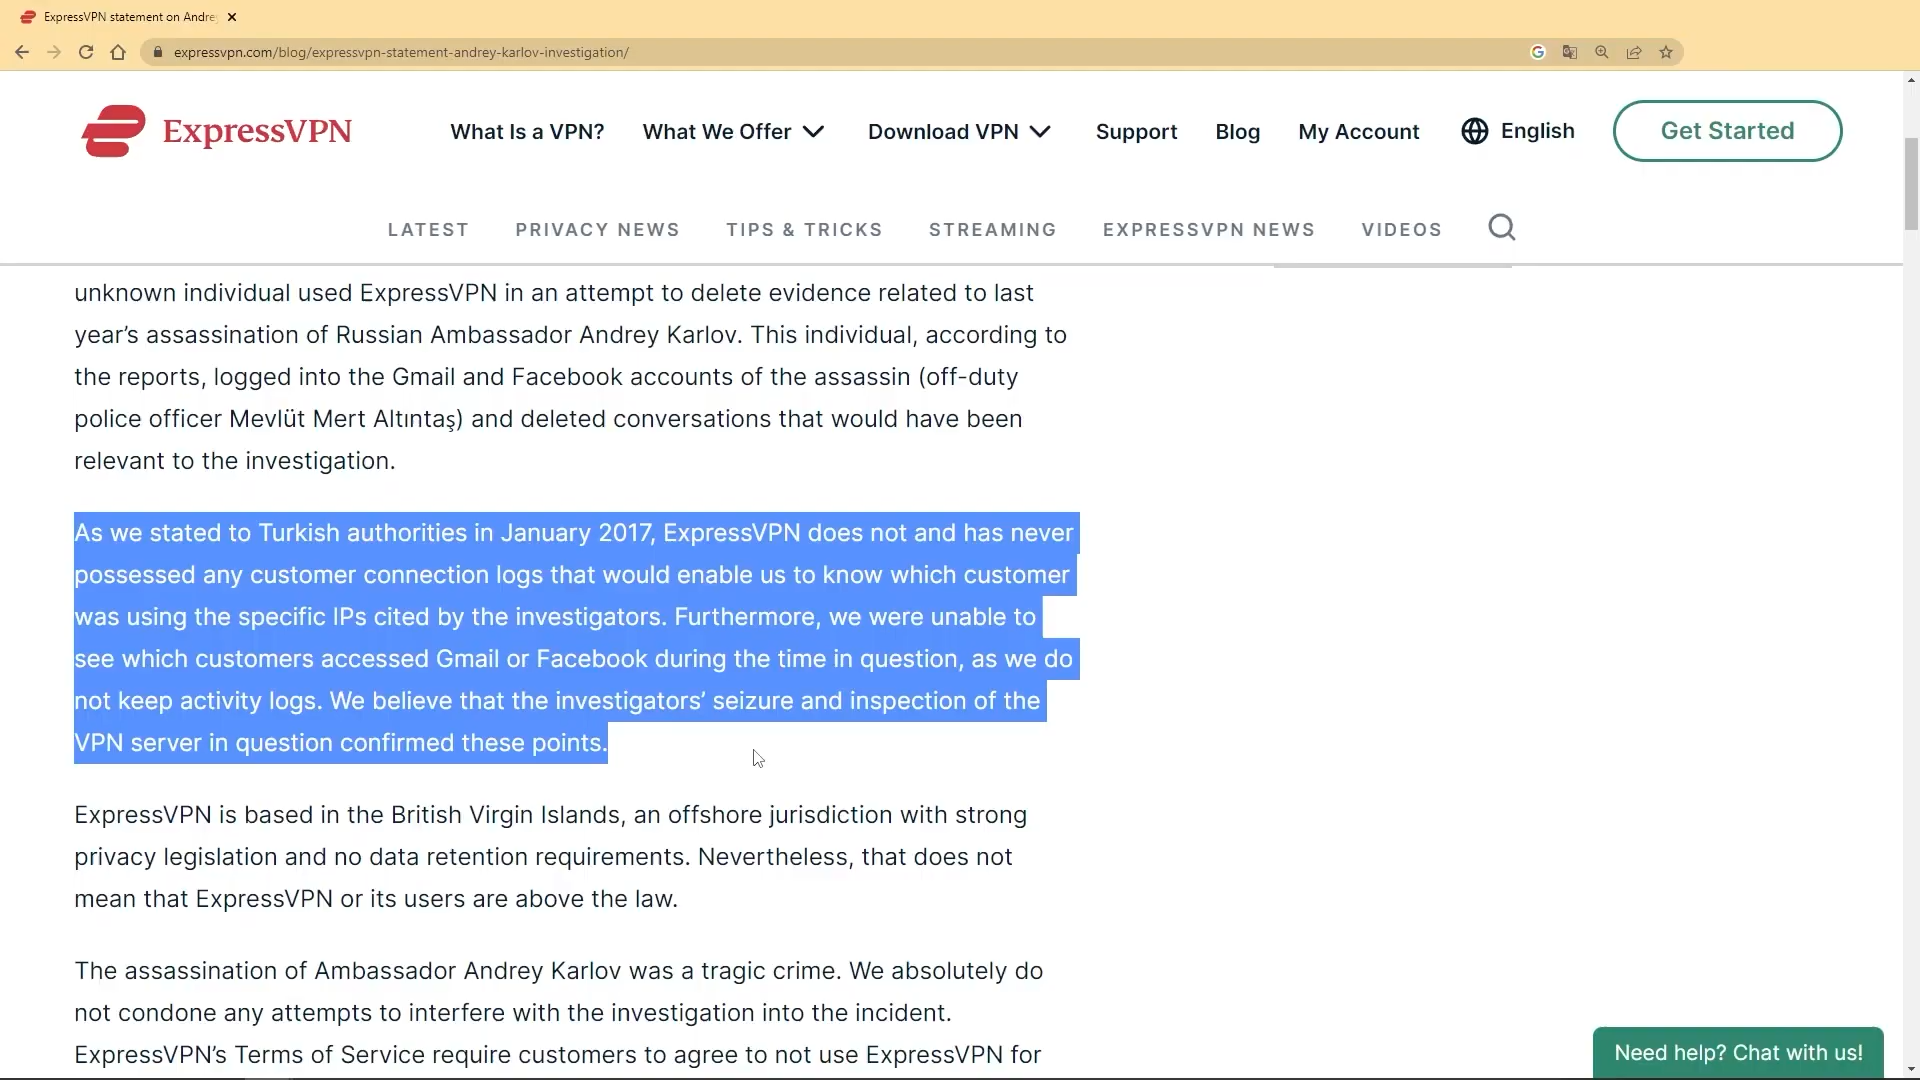 ExpressVPN statement on Andre
expressvpn.com/blog/expressvpn-statement-andrey-karlov-investigation/
ExpressVPN
What Is a VPN?
What We Offer
Download VPN
Support
Blog
My Account
English
Get Started
LATEST
PRIVACY NEWS
TIPS & TRICKS
STREAMING
EXPRESSVPN NEWS
VIDEOS
unknown individual used ExpressVPN in an attempt to delete evidence related to last
year’s assassination of Russian Ambassador Andrey Karlov. This individual, according to
the reports, logged into the Gmail and Facebook accounts of the assassin (off-duty
police officer Mevlüt Mert Altıntaş) and deleted conversations that would have been
relevant to the investigation.
As we stated to Turkish authorities in January 2017, ExpressVPN does not and has never
possessed any customer connection logs that would enable us to know which customer
was using the specific IPs cited by the investigators. Furthermore, we were unable to
see which customers accessed Gmail or Facebook during the time in question, as we do
not keep activity logs. We believe that the investigators’ seizure and inspection of the
VPN server in question confirmed these points.
ExpressVPN is based in the British Virgin Islands, an offshore jurisdiction with strong
privacy legislation and no data retention requirements. Nevertheless, that does not
mean that ExpressVPN or its users are above the law.
The assassination of Ambassador Andrey Karlov was a tragic crime. We absolutely do
not condone any attempts to interfere with the investigation into the incident.
ExpressVPN’s Terms of Service require customers to agree to not use ExpressVPN for
Need help? Chat with us!